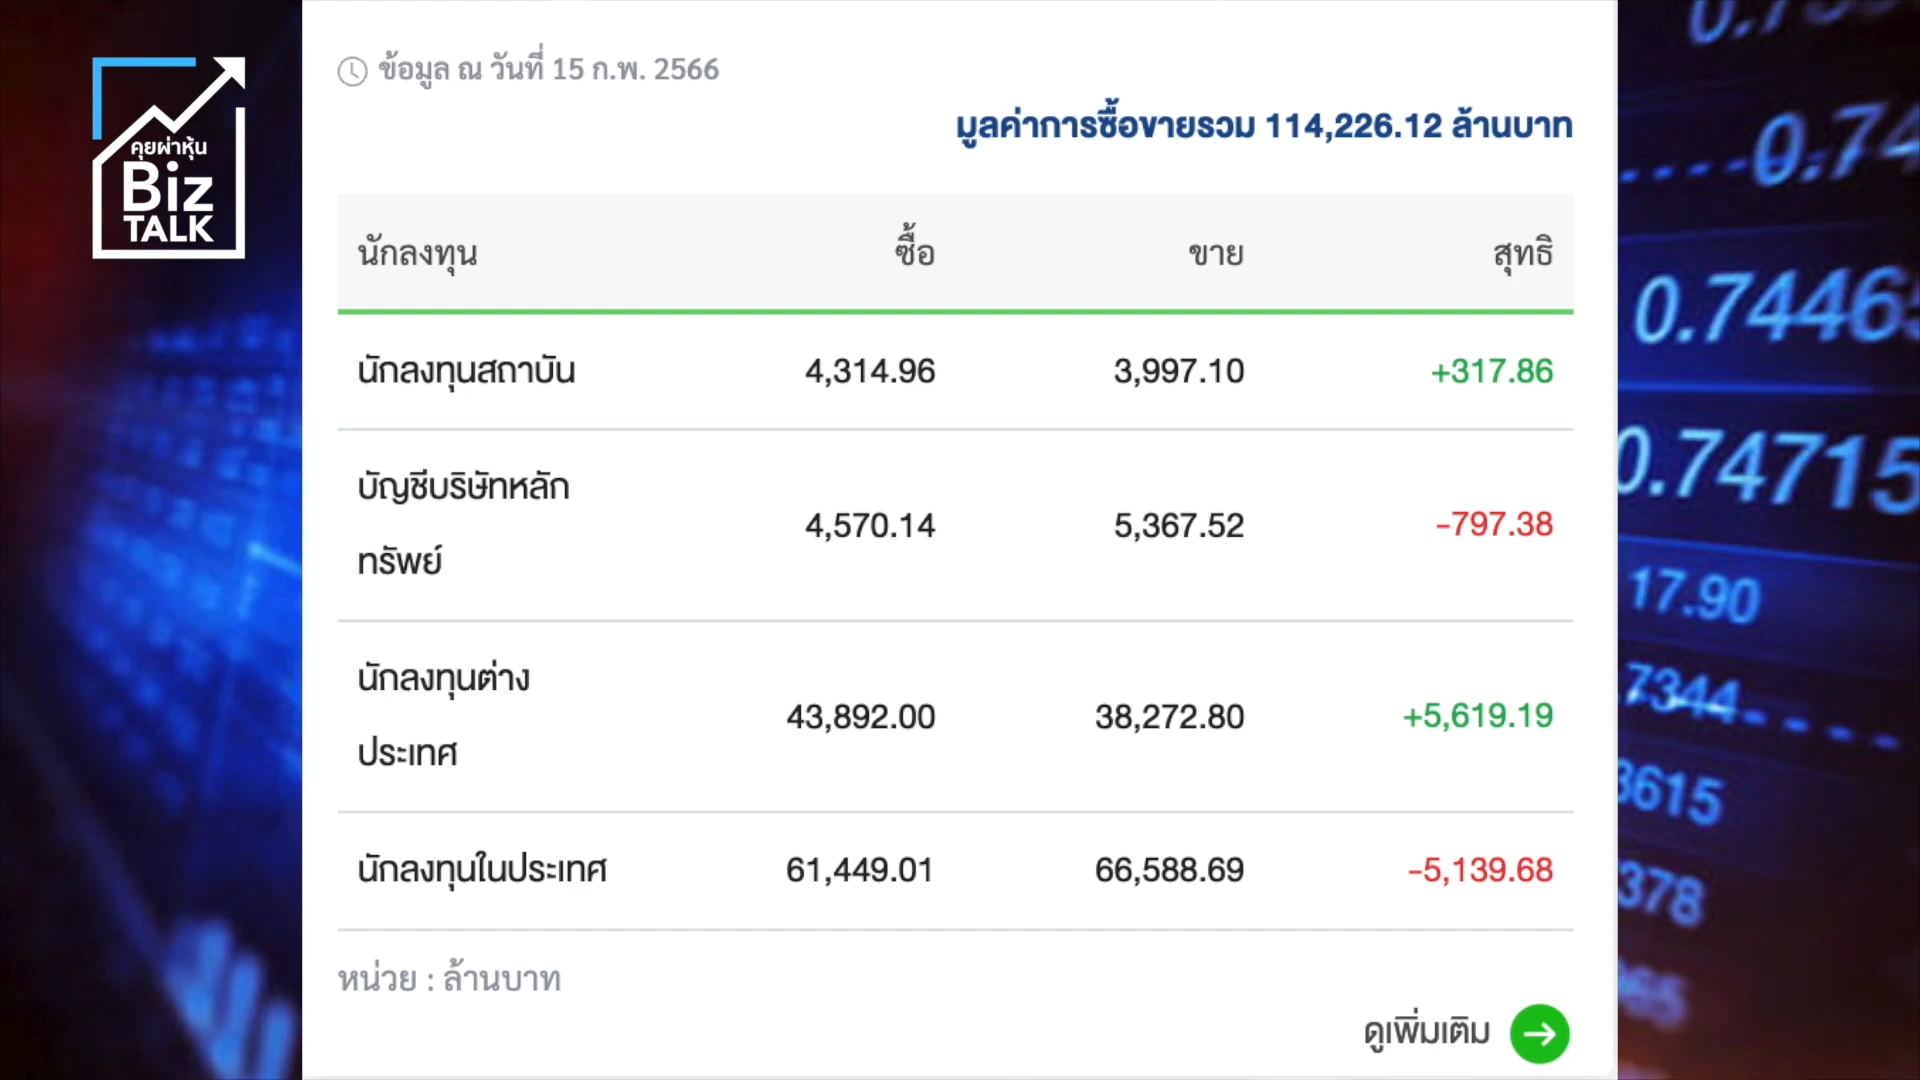 คุยผ่าหุ้น
Biz
TALK
ข้อมูล ณ วันที่ 15 ก.พ. 2566
มูลค่าการซื้อขายรวม 114,226.12 ล้านบาท
นักลงทุน ซื้อ ขาย สุทธิ
นักลงทุนสถาบัน 4,314.96 3,997.10 +317.86
บัญชีบริษัทหลัก
ทรัพย์ 4,570.14 5,367.52 -797.38
นักลงทุนต่าง
ประเทศ 43,892.00 38,272.80 +5,619.19
นักลงทุนในประเทศ 61,449.01 66,588.69 -5,139.68
หน่วย : ล้านบาท
ดูเพิ่มเติม
0.74
0.7446
0.74715
17.90
7344
3615
378